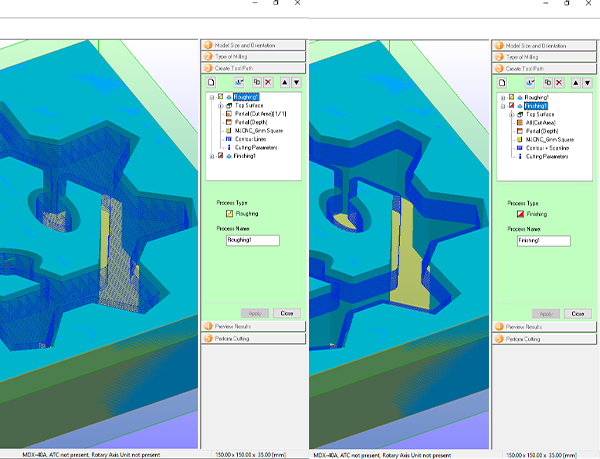 Model Size and Orientation
Type of Milling
Create Tool Path
Roughing1
Top Surface
Partial (Cut Area) [1/1]
Partial (Depth)
MLCNC_6mm Square
Contour Lines
Cutting Parameters
Finishing1
Process Type:
Roughing
Process Name:
Roughing1
Apply
Close
Preview Results
Perform Cutting
MDX-40A, ATC not present, Rotary Axis Unit not present
150.00 x 150.00 x 35.00 [mm]
Model Size and Orientation
Type of Milling
Create Tool Path
Roughing1
Finishing1
Top Surface
All (Cut Area)
Partial (Depth)
MLCNC_6mm Square
Contour + Scanline
Cutting Parameters
Process Type:
Finishing
Process Name:
Finishing1
Apply
Close
Preview Results
Perform Cutting
MDX-40A, ATC not present, Rotary Axis Unit not present
150.00 x 150.00 x 35.00 [mm]